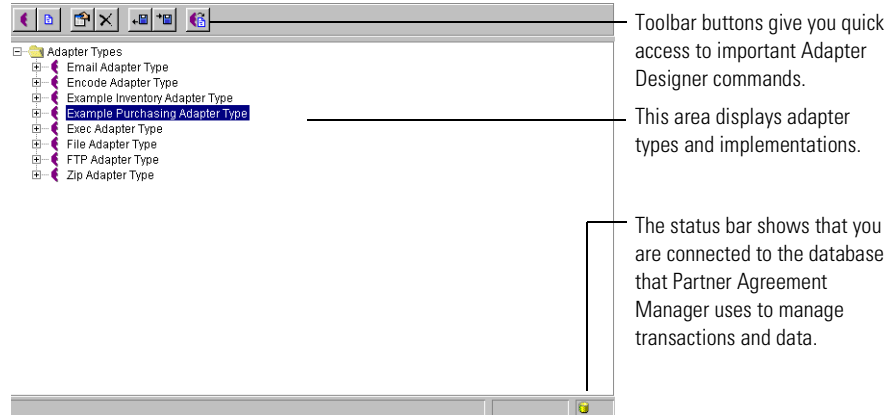 Toolbar buttons give you quick
access to important Adapter
Designer commands.
Adapter Types
Email Adapter Type
Encode Adapter Type
Example Inventory Adapter Type
Example Purchasing Adapter Type
Exec Adapter Type
File Adapter Type
FTP Adapter Type
Zip Adapter Type
This area displays adapter
types and implementations.
The status bar shows that you
are connected to the database
that Partner Agreement
Manager uses to manage
transactions and data.